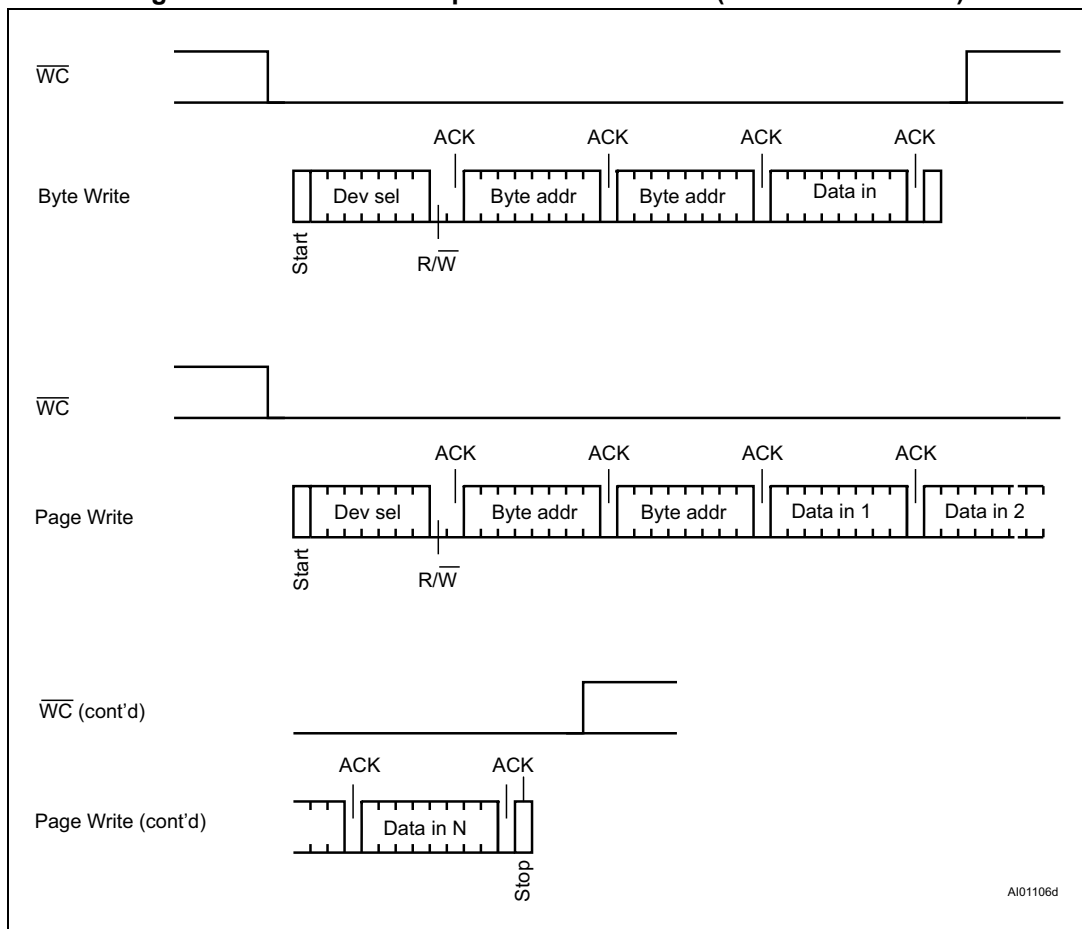 WC
ACK ACK ACK ACK
Byte Write
Dev sel Byte addr Byte addr Data in
Start
R/W
WC
ACK ACK ACK ACK
Page Write
Dev sel Byte addr Byte addr Data in 1 Data in 2
Start
R/W
WC (cont'd)
ACK ACK
Page Write (cont'd)
Data in N
Stop
AI01106d